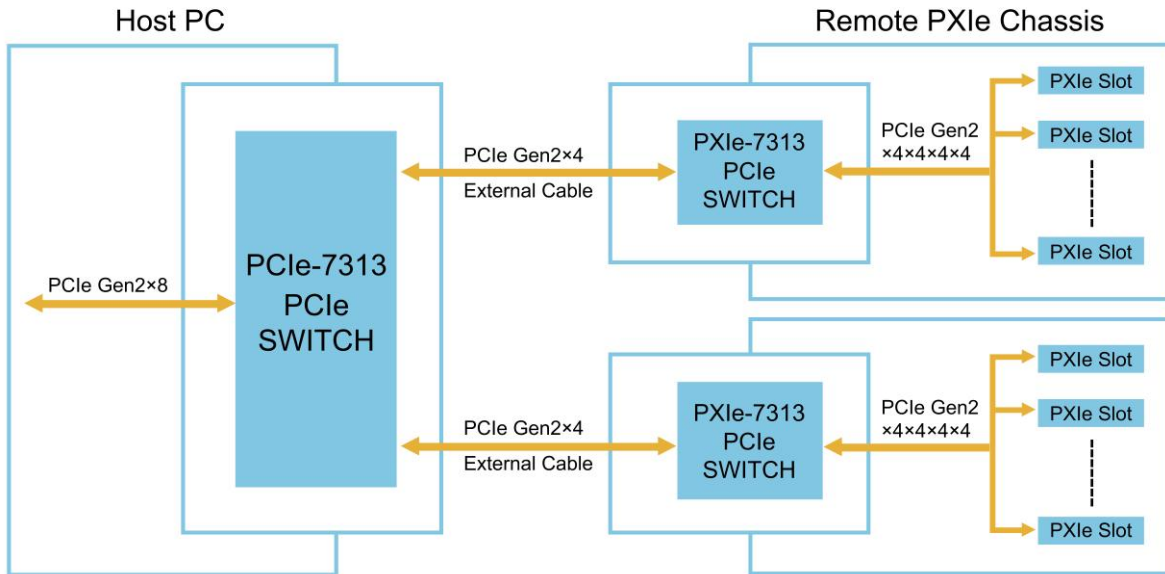 Host PC
Remote PXIe Chassis
PCIe Gen2×8
PCIe-7313
PCIe
SWITCH
PCIe Gen2×4
External Cable
PXIe-7313
PCIe
SWITCH
PCIe Gen2
×4×4×4×4
PXIe Slot
PXIe Slot
PXIe Slot
PCIe Gen2×4
External Cable
PXIe-7313
PCIe
SWITCH
PCIe Gen2
×4×4×4×4
PXIe Slot
PXIe Slot
PXIe Slot